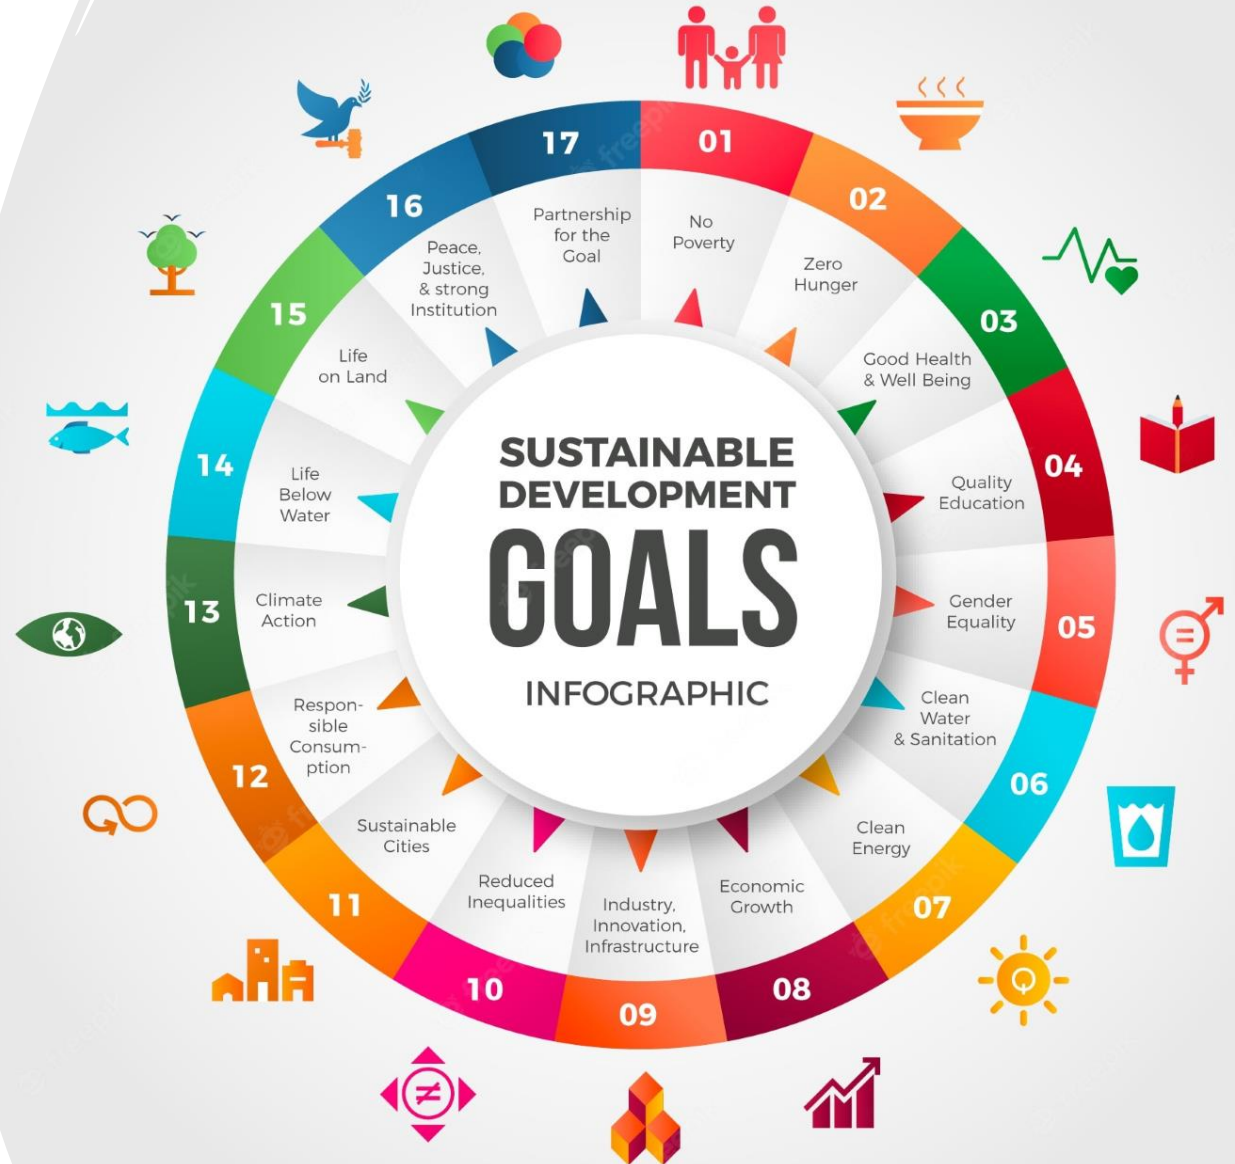 SUSTAINABLE
DEVELOPMENT
GOALS
INFOGRAPHIC
01
No
Poverty
02
Zero
Hunger
03
Good Health
& Well Being
04
Quality
Education
05
Gender
Equality
06
Clean
Water
& Sanitation
07
Clean
Energy
08
Economic
Growth
09
Industry,
Innovation,
Infrastructure
10
Reduced
Inequalities
11
Sustainable
Cities
12
Respon-
sible
Consum-
ption
13
Climate
Action
14
Life
Below
Water
15
Life
on Land
16
Peace,
Justice,
& strong
Institution
17
Partnership
for the
Goal
freepik